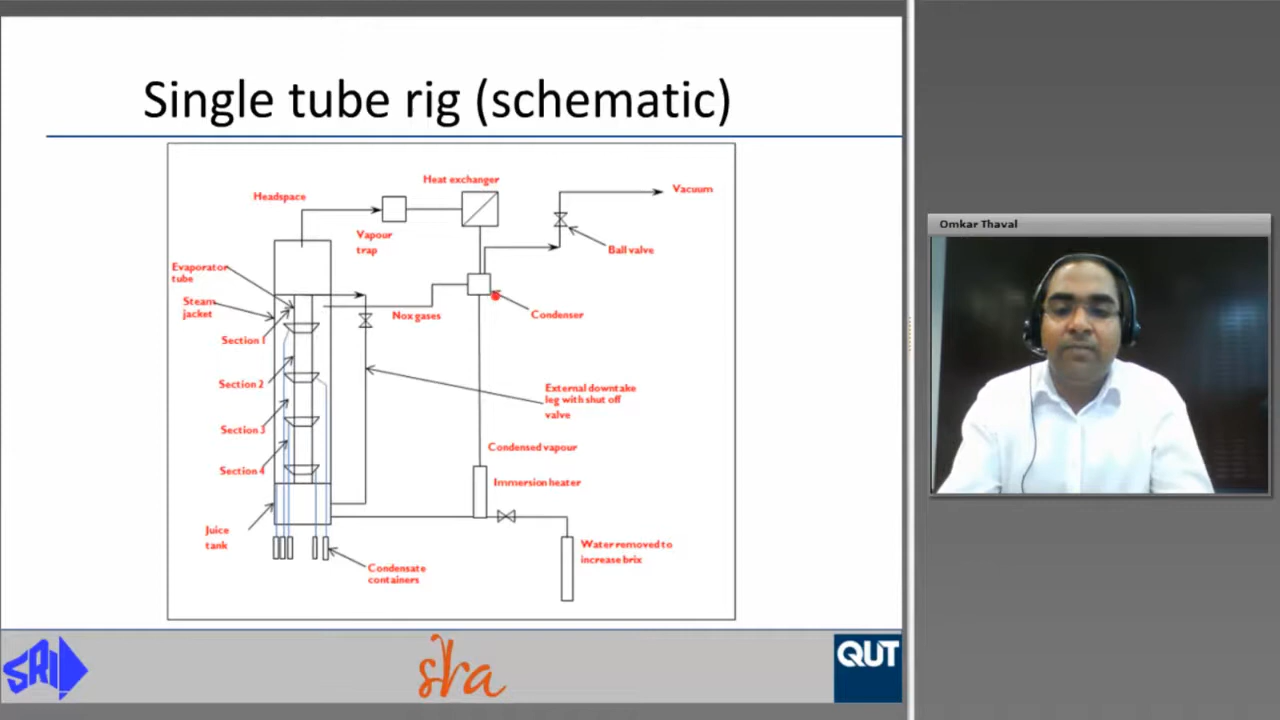 Single tube rig (schematic)
Heat exchanger
Headspace
Vacuum
Vapour
trap
Ball valve
Evaporator
tube
Steam
jacket
Nox gases
Condenser
Section 1
Section 2
External downtake
leg with shut off
valve
Section 3
Condensed vapour
Section 4
Immersion heater
Juice
tank
Water removed to
increase brix
Condensate
containers
SRI
sha
QUT
Omkar Thaval